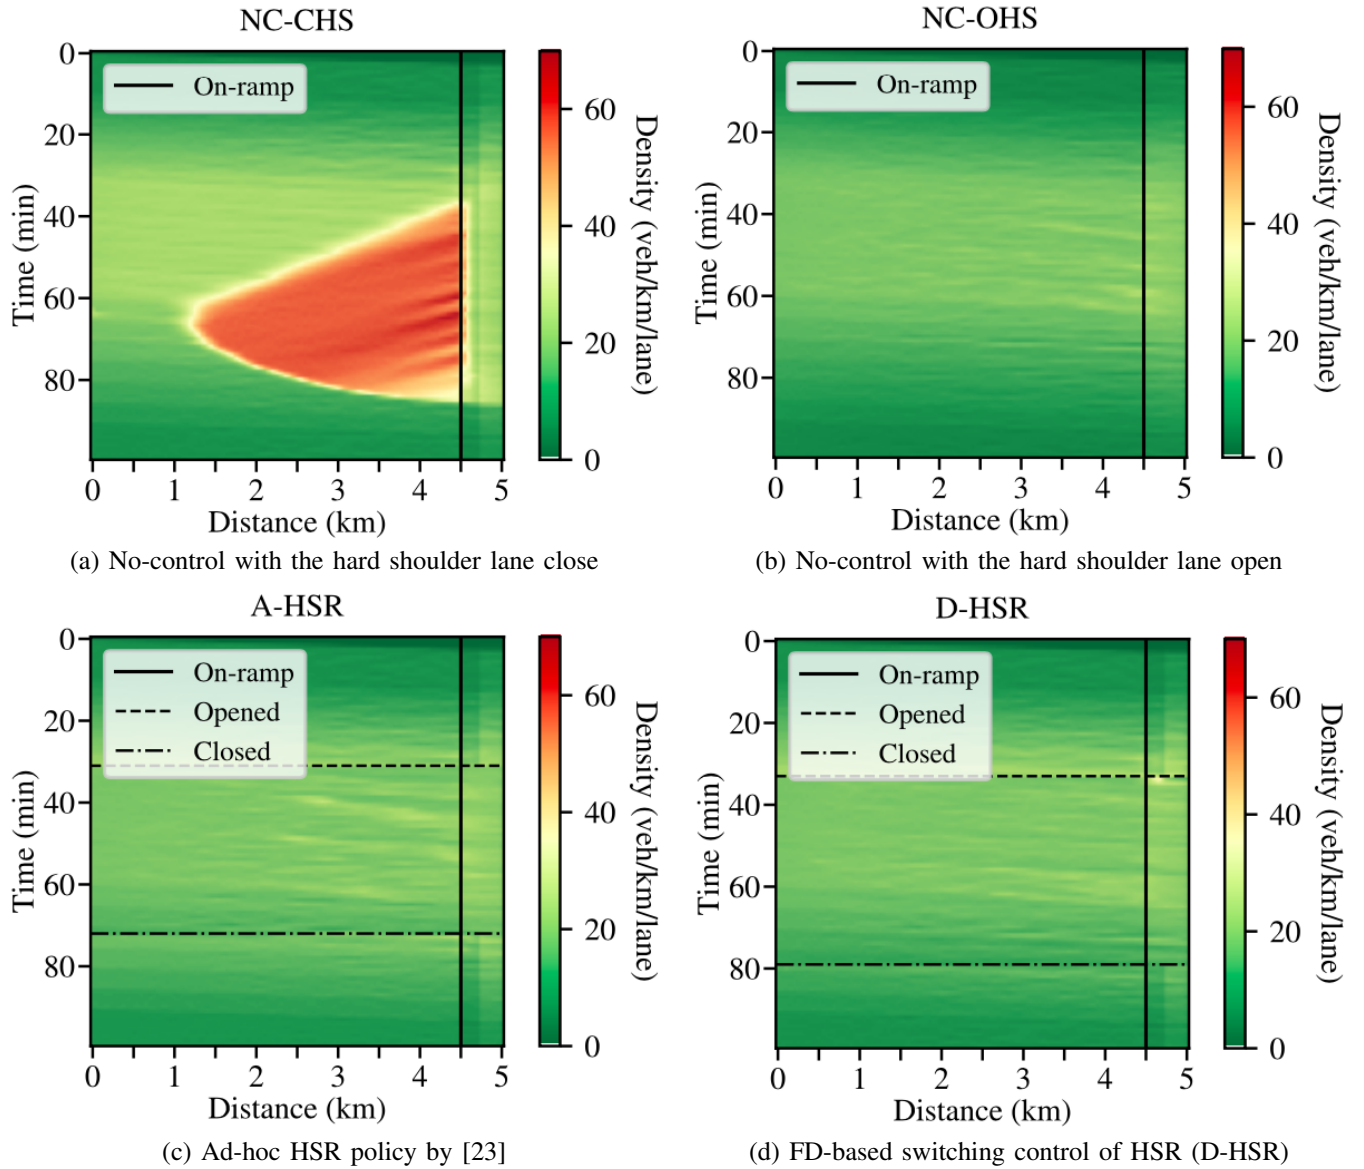 NC-CHS
0
20
40
60
80
Time (min)
On-ramp
0
1
2
3
4
5
Distance (km)
60
40
20
0
Density (veh/km/lane)
(a) No-control with the hard shoulder lane close
NC-OHS
0
20
40
60
80
Time (min)
On-ramp
0
1
2
3
4
5
Distance (km)
60
40
20
0
Density (veh/km/lane)
(b) No-control with the hard shoulder lane open
A-HSR
0
20
40
60
80
Time (min)
On-ramp
Opened
Closed
0
1
2
3
4
5
Distance (km)
60
40
20
0
Density (veh/km/lane)
(c) Ad-hoc HSR policy by [23]
D-HSR
0
20
40
60
80
Time (min)
On-ramp
Opened
Closed
0
1
2
3
4
5
Distance (km)
60
40
20
0
Density (veh/km/lane)
(d) FD-based switching control of HSR (D-HSR)